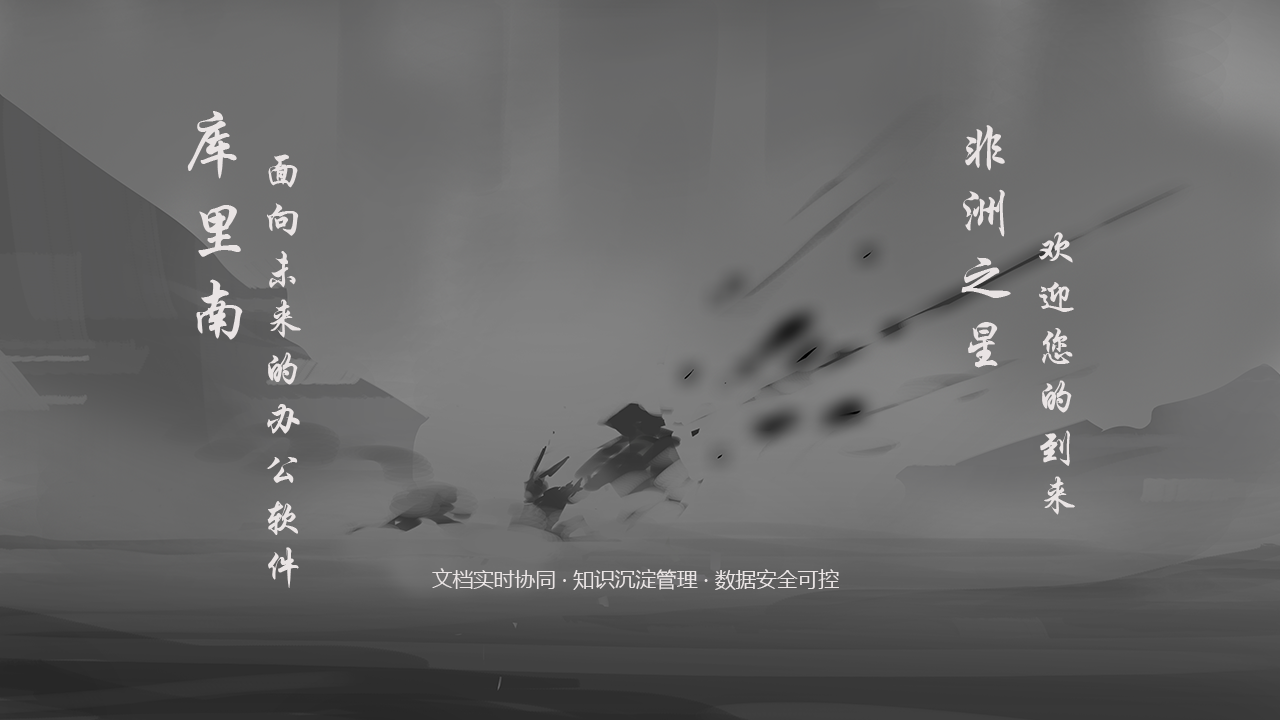 库里南
面向未来的办公软件
非洲之星
欢迎您的到来
文档实时协同 · 知识沉淀管理 · 数据安全可控